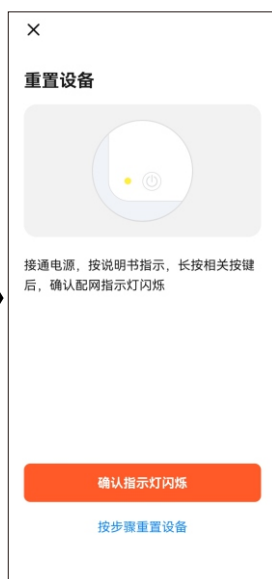 重置设备
接通电源，按说明书指示，长按相关按键
后，确认配网指示灯闪烁
确认指示灯闪烁
按步骤重置设备